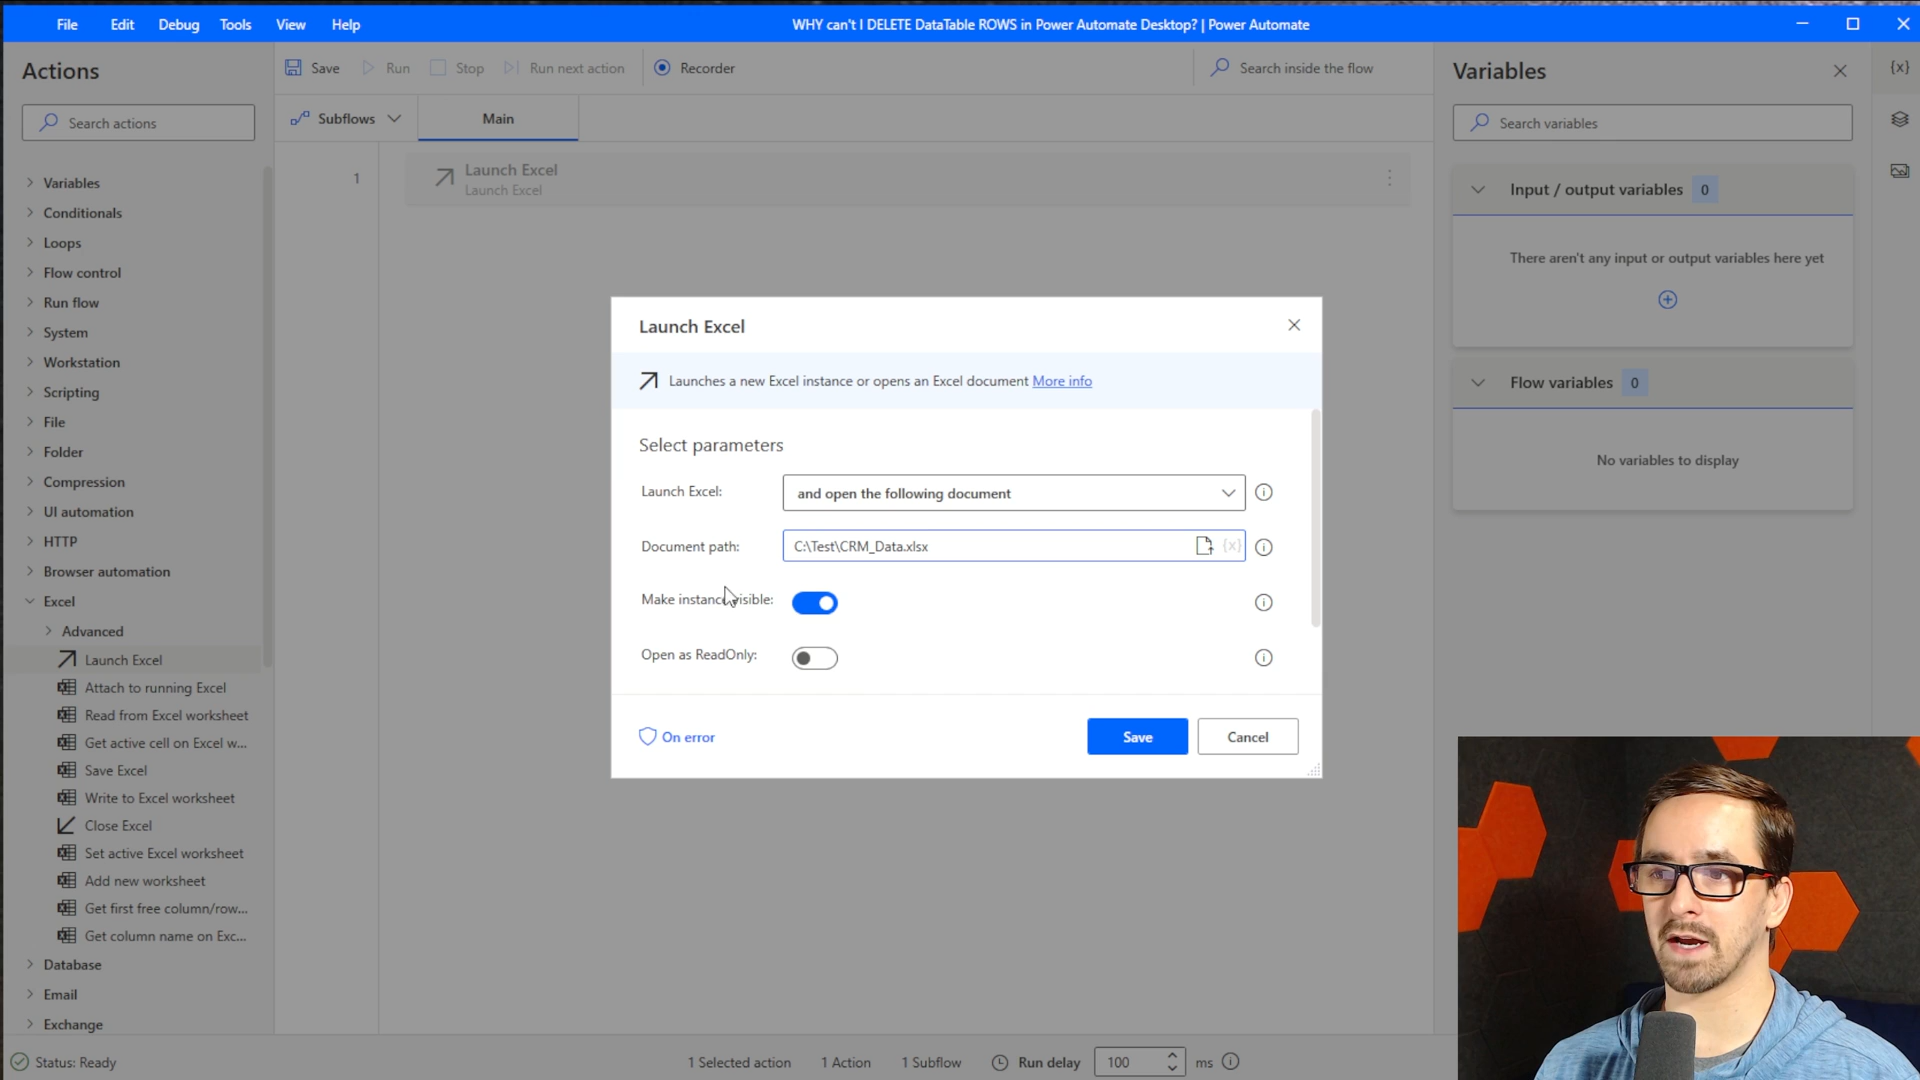 File Edit Debug Tools View Help
WHY can't I DELETE DataTable ROWS in Power Automate Desktop? | Power Automate
Actions
Search actions
Variables
Conditionals
Loops
Flow control
Run flow
System
Workstation
Scripting
File
Folder
Compression
UI automation
HTTP
Browser automation
Excel
Advanced
Launch Excel
Attach to running Excel
Read from Excel worksheet
Get active cell on Excel w...
Save Excel
Write to Excel worksheet
Close Excel
Set active Excel worksheet
Add new worksheet
Get first free column/row...
Get column name on Exc...
Database
Email
Exchange
Save Run Stop Run next action Recorder
Search inside the flow
Subflows Main
1
Launch Excel
Launch Excel
Launch Excel
Launches a new Excel instance or opens an Excel document More info
Select parameters
Launch Excel: and open the following document
Document path: C:\Test\CRM_Data.xlsx {x}
Make instance visible:
Open as ReadOnly:
On error
Save Cancel
Variables
{x}
Search variables
Input / output variables 0
There aren't any input or output variables here yet
Flow variables 0
No variables to display
Status: Ready 1 Selected action 1 Action 1 Subflow Run delay 100 ms